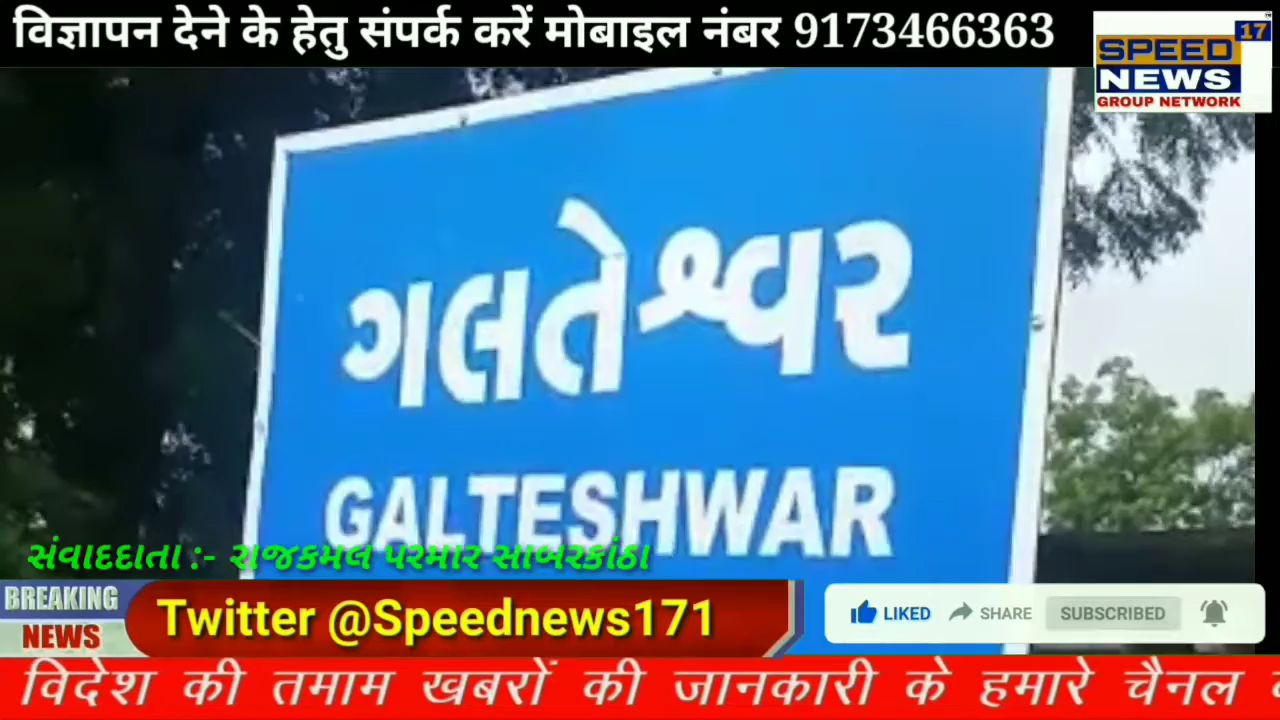 विज्ञापन देने के हेतु संपर्क करें मोबाइल नंबर 9173466363
SPEED 17
NEWS
GROUP NETWORK
ગલતેશ્વર
GALTESHWAR
સંવાદદાતા :- રાજકમલ પરમાર સાબરકાંઠા
BREAKING
NEWS
Twitter @Speednews171
LIKED SHARE SUBSCRIBED
विदेश की तमाम खबरों की जानकारी के हमारे चैनल